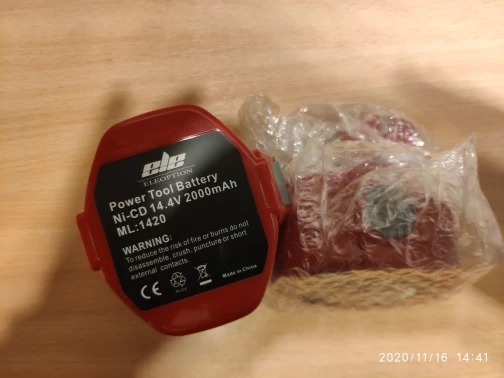 ele
ELEOPTION
Power Tool Battery
Ni-CD 14.4V 2000mAh
ML:1420
WARNING:
To reduce the risk of fire or burns do not
disassemble, crush, puncture or short
external contacts.
CE
Made in China
2020/11/16 14:41